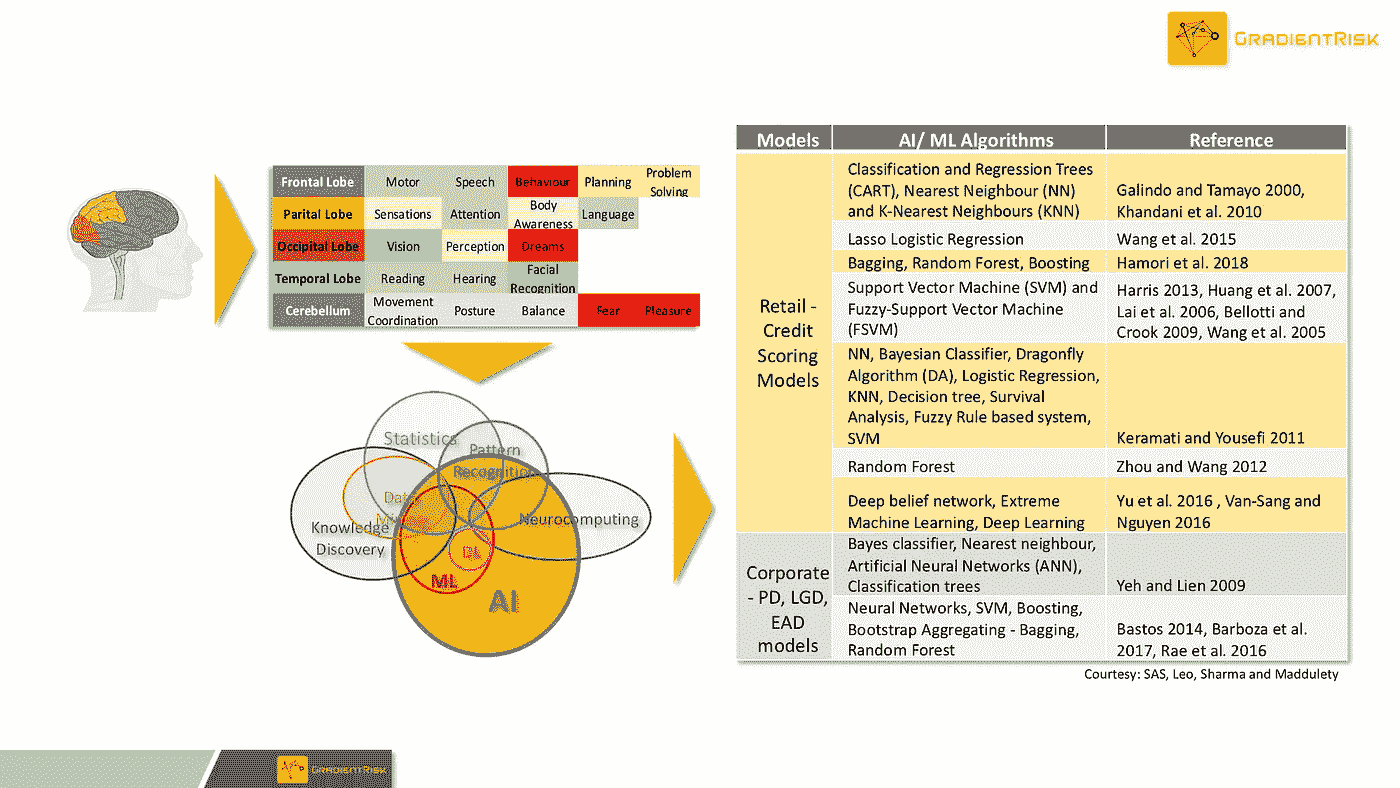 GRADIENTRISK
Frontal Lobe Motor Speech Behaviour Planning Problem Solving
Parital Lobe Sensations Attention Body Awareness Language
Occipital Lobe Vision Perception Dreams
Temporal Lobe Reading Hearing Facial Recognition
Cerebellum Movement Coordination Posture Balance Fear Pleasure
Statistics
Pattern
Recognition
Data
Knowledge
Discovery
Neurocomputing
DL
ML
AI
Models AI/ ML Algorithms Reference
Retail -
Credit
Scoring
Models
Classification and Regression Trees
(CART), Nearest Neighbour (NN)
and K-Nearest Neighbours (KNN)
Galindo and Tamayo 2000,
Khandani et al. 2010
Lasso Logistic Regression
Wang et al. 2015
Bagging, Random Forest, Boosting
Hamori et al. 2018
Support Vector Machine (SVM) and
Fuzzy-Support Vector Machine
(FSVM)
Harris 2013, Huang et al. 2007,
Lai et al. 2006, Bellotti and
Crook 2009, Wang et al. 2005
NN, Bayesian Classifier, Dragonfly
Algorithm (DA), Logistic Regression,
KNN, Decision tree, Survival
Analysis, Fuzzy Rule based system,
SVM
Keramati and Yousefi 2011
Random Forest
Zhou and Wang 2012
Deep belief network, Extreme
Machine Learning, Deep Learning
Yu et al. 2016 , Van-Sang and
Nguyen 2016
Corporate
- PD, LGD,
EAD
models
Bayes classifier, Nearest neighbour,
Artificial Neural Networks (ANN),
Classification trees
Yeh and Lien 2009
Neural Networks, SVM, Boosting,
Bootstrap Aggregating - Bagging,
Random Forest
Bastos 2014, Barboza et al.
2017, Rae et al. 2016
Courtesy: SAS, Leo, Sharma and Maddulety
GRADIENTRISK